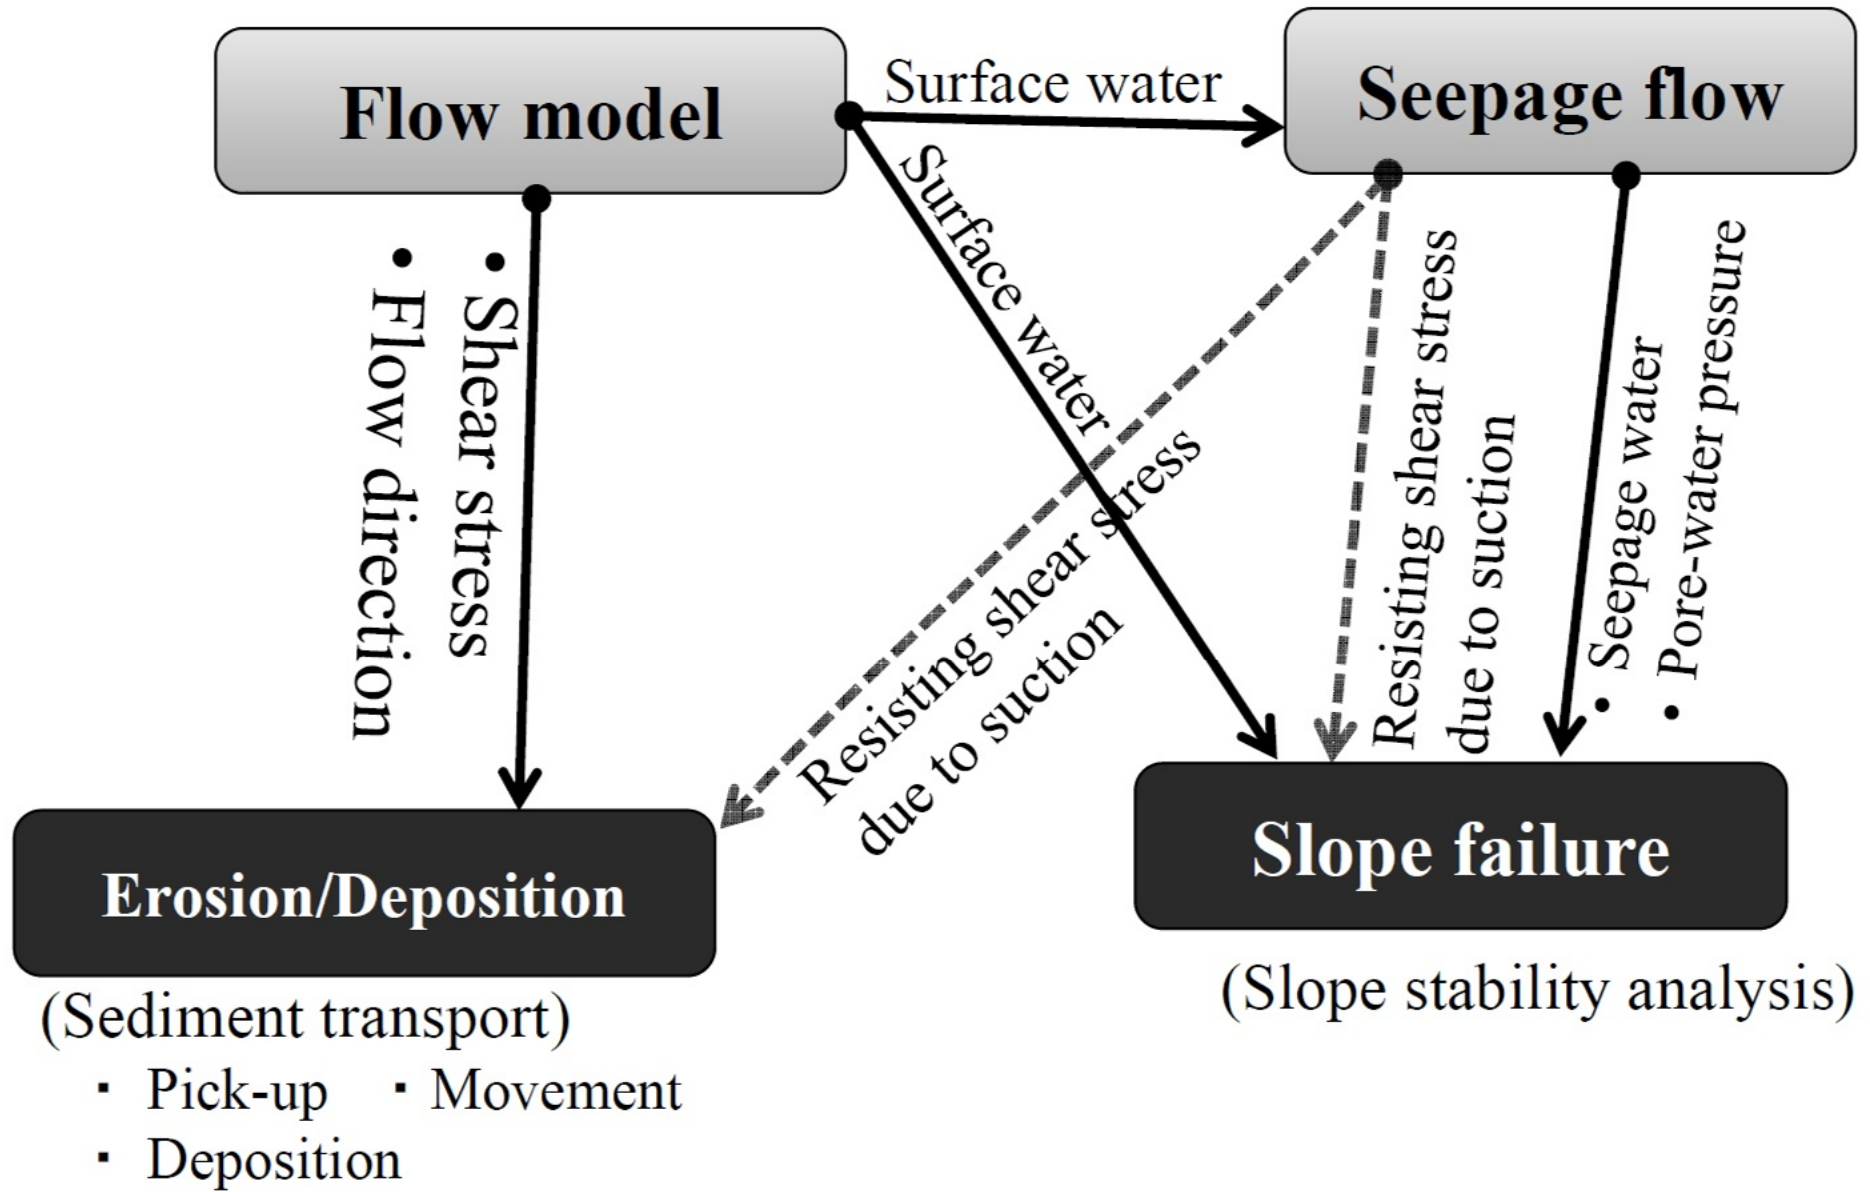 Flow model
Surface water
Seepage flow
Surface water
• Shear stress
• Flow direction
Resisting shear stress
due to suction
Resisting shear stress
due to suction
• Seepage water
• Pore-water pressure
Erosion/Deposition
Slope failure
(Sediment transport)
(Slope stability analysis)
▪ Pick-up ▪ Movement
▪ Deposition